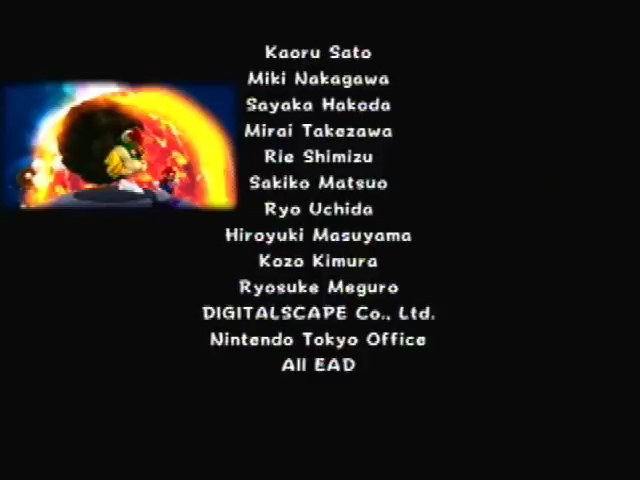 Kaoru Sato
Miki Nakagawa
Sayaka Hakoda
Mirai Takezawa
Rie Shimizu
Sakiko Matsuo
Ryo Uchida
Hiroyuki Masuyama
Kozo Kimura
Ryosuke Meguro
DIGITALSCAPE Co., Ltd.
Nintendo Tokyo Office
All EAD